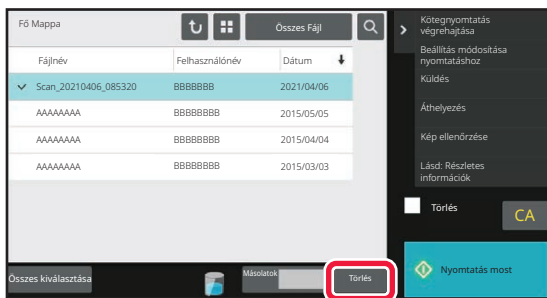 Fő Mappa
Összes Fájl
Fájlnév Felhasználónév Dátum
Scan_20210406_085320 BBBBBBB 2021/04/06
AAAAAAAA BBBBBBBB 2015/05/05
AAAAAAAA BBBBBBBB 2015/04/04
AAAAAAAA BBBBBBBB 2015/03/03
Összes kiválasztása
Másolatok
Törlés
Kötegnyomtatás
végrehajtása
Beállítás módosítása
nyomtatáshoz
Küldés
Áthelyezés
Kép ellenőrzése
Lásd: Részletes
információk
Törlés
CA
Nyomtatás most